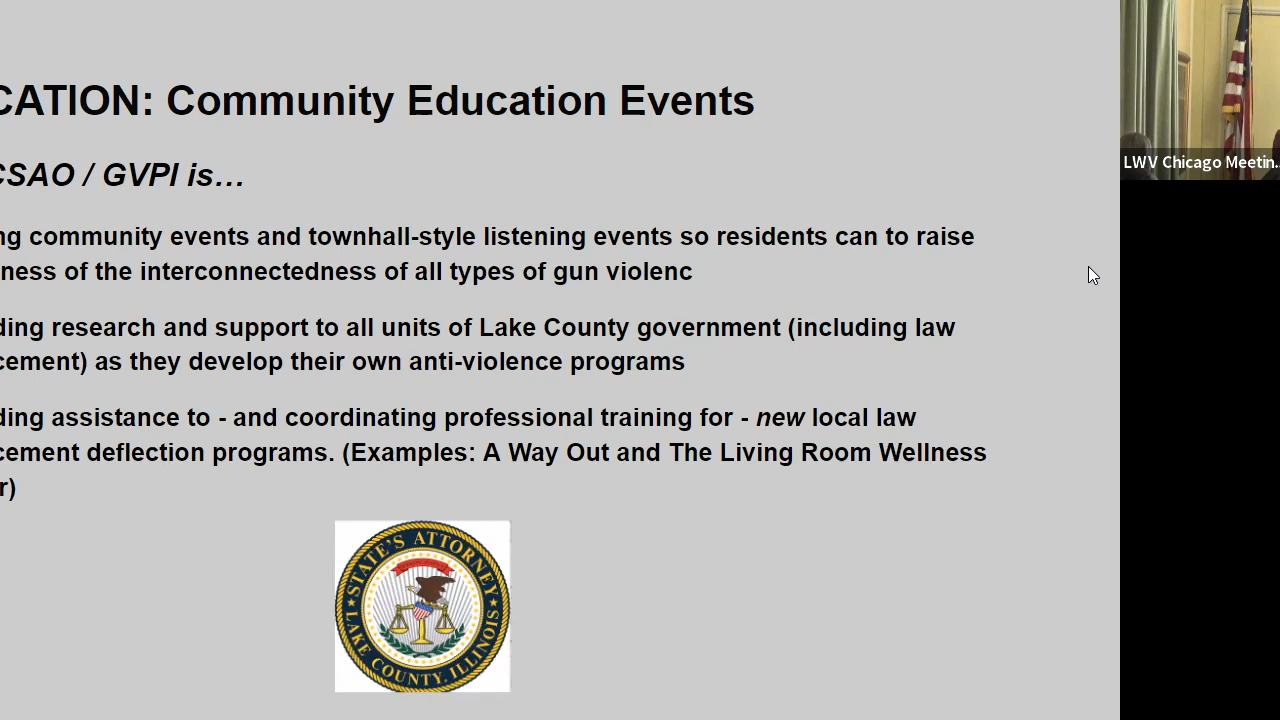 CATION: Community Education Events
CSAO / GVPI is…
ng community events and townhall-style listening events so residents can to raise
ness of the interconnectedness of all types of gun violenc
ding research and support to all units of Lake County government (including law
cement) as they develop their own anti-violence programs
ding assistance to - and coordinating professional training for - new local law
cement deflection programs. (Examples: A Way Out and The Living Room Wellness
r)
STATE'S ATTORNEY
LAKE COUNTY, ILLINOIS
LWV Chicago Meetin...